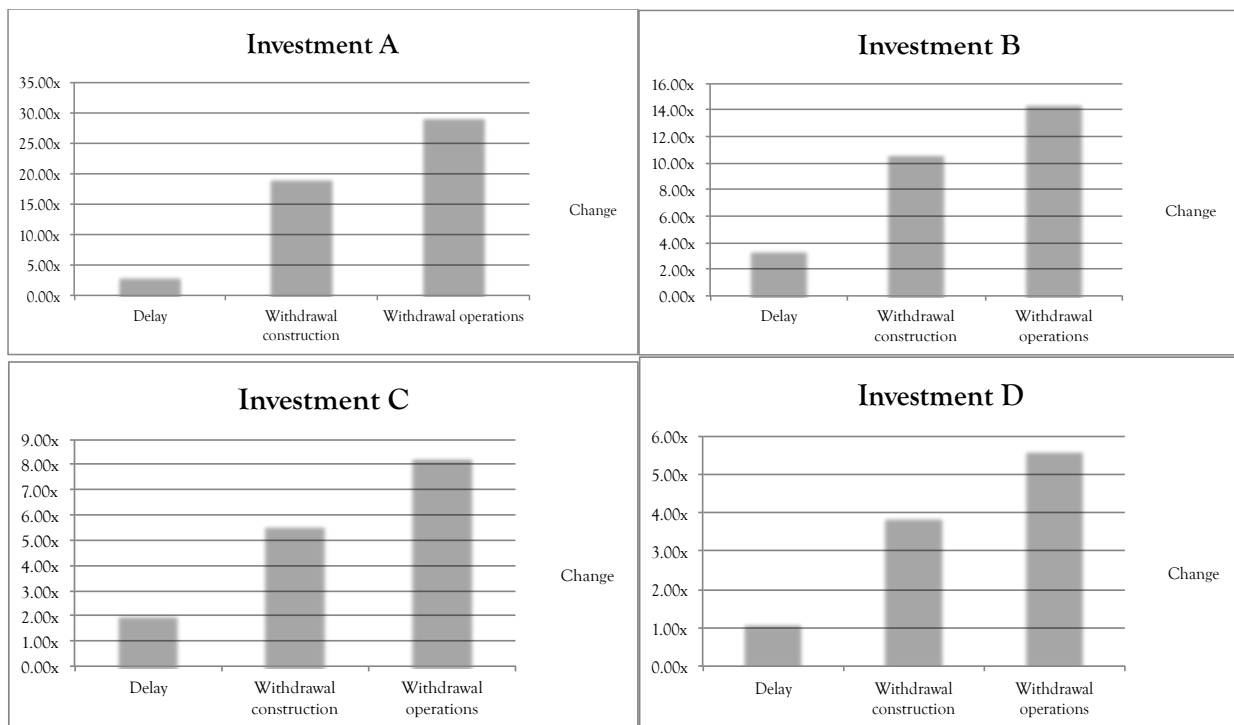 Investment A
35.00x
30.00x
25.00x
20.00x
15.00x
10.00x
5.00x
0.00x
Delay
Withdrawal
construction
Withdrawal operations
Change
Investment B
16.00x
14.00x
12.00x
10.00x
8.00x
6.00x
4.00x
2.00x
0.00x
Delay
Withdrawal
construction
Withdrawal
operations
Change
Investment C
9.00x
8.00x
7.00x
6.00x
5.00x
4.00x
3.00x
2.00x
1.00x
0.00x
Delay
Withdrawal
construction
Withdrawal
operations
Change
Investment D
6.00x
5.00x
4.00x
3.00x
2.00x
1.00x
0.00x
Delay
Withdrawal
construction
Withdrawal
operations
Change